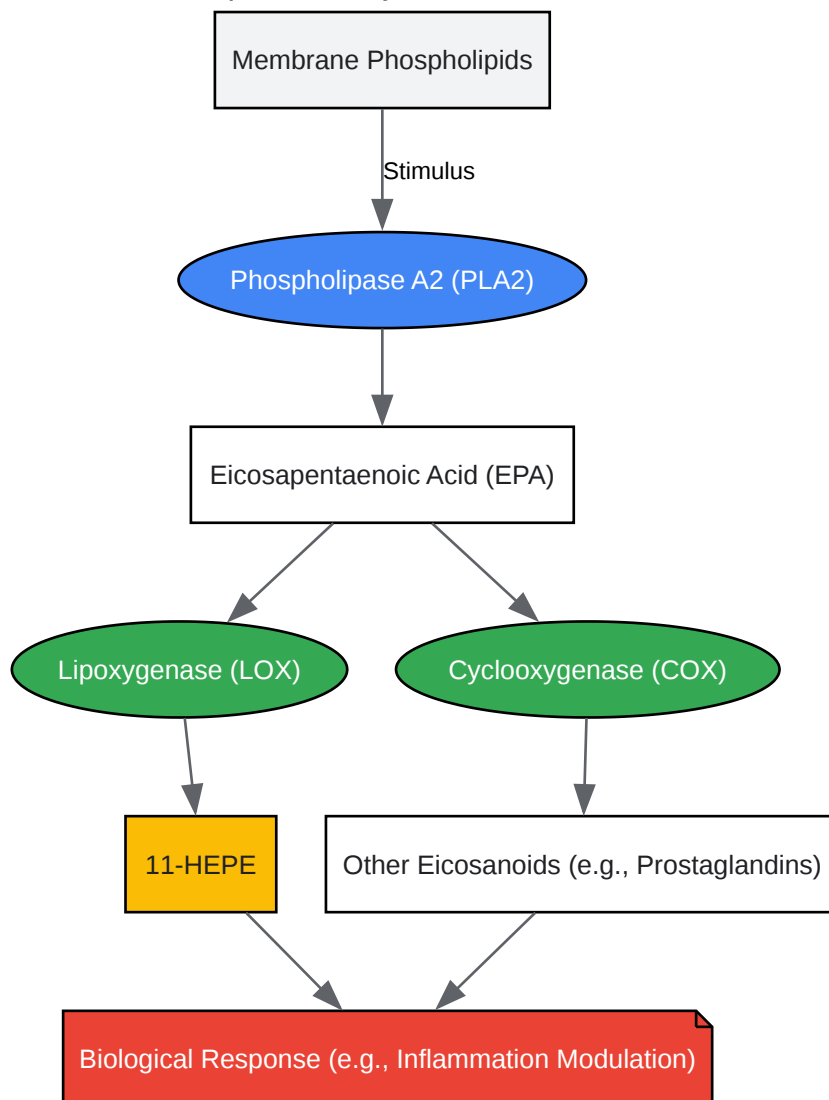 Membrane Phospholipids
Stimulus
Phospholipase A2 (PLA2)
Eicosapentaenoic Acid (EPA)
Lipoxygenase (LOX)
Cyclooxygenase (COX)
11-HEPE
Other Eicosanoids (e.g., Prostaglandins)
Biological Response (e.g., Inflammation Modulation)